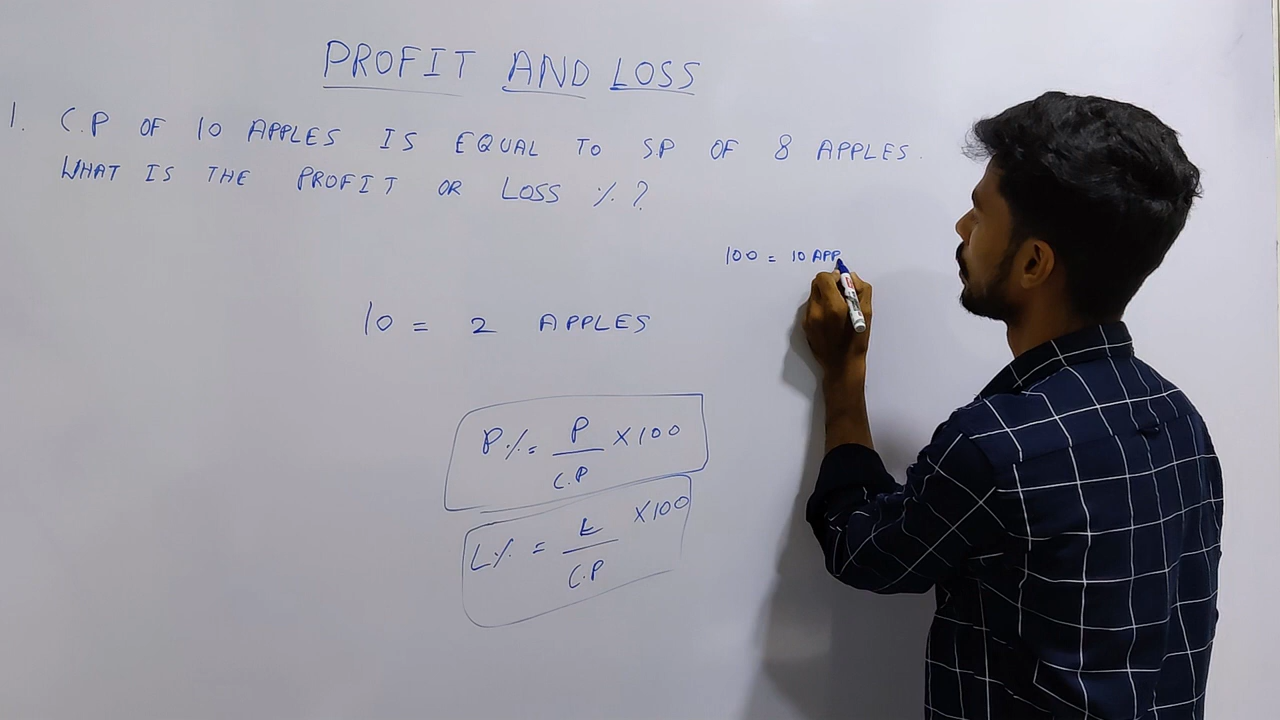 PROFIT AND LOSS
1. C.P OF 10 APPLES IS EQUAL TO S.P OF 8 APPLES.
WHAT IS THE PROFIT OR LOSS %?
100 = 10 APP
10 = 2 APPLES
P% = P/C.P X100
L% = L/C.P X100